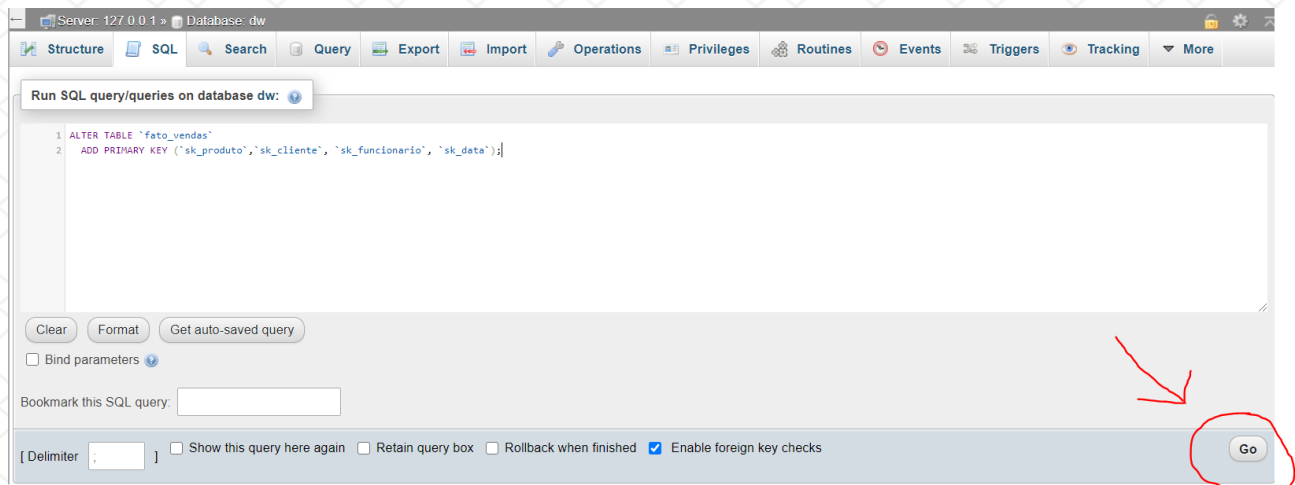 Server: 127.0.0.1 » Database: dw
Structure SQL Search Query Export Import Operations Privileges Routines Events Triggers Tracking More
Run SQL query/queries on database dw:
1 ALTER TABLE `fato_vendas`
2 ADD PRIMARY KEY (`sk_produto`,`sk_cliente`, `sk_funcionario`, `sk_data`);
Clear Format Get auto-saved query
Bind parameters
Bookmark this SQL query:
[ Delimiter ; ] Show this query here again Retain query box Rollback when finished Enable foreign key checks Go